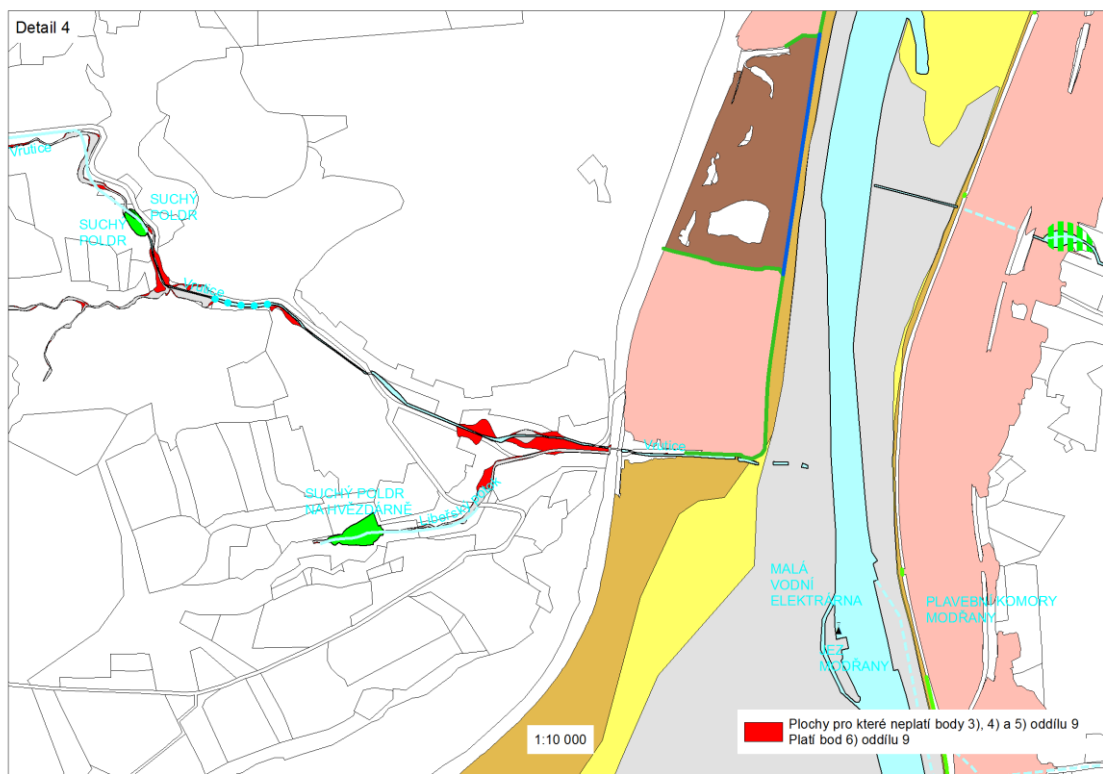 Detail 4
Vrutice
SUCHÝ
POLDR
SUCHÝ
POLDR
Vrutice
Vrutice
SUCHÝ POLDR
NA HVĚZDÁRNĚ
Libořský potok
MALÁ
VODNÍ
ELEKTRÁRNA
PLAVEBNÍ KOMORY
MODŘANY
JEZ
MODŘANY
1:10 000
Plochy pro které neplatí body 3), 4) a 5) oddílu 9
Platí bod 6) oddílu 9